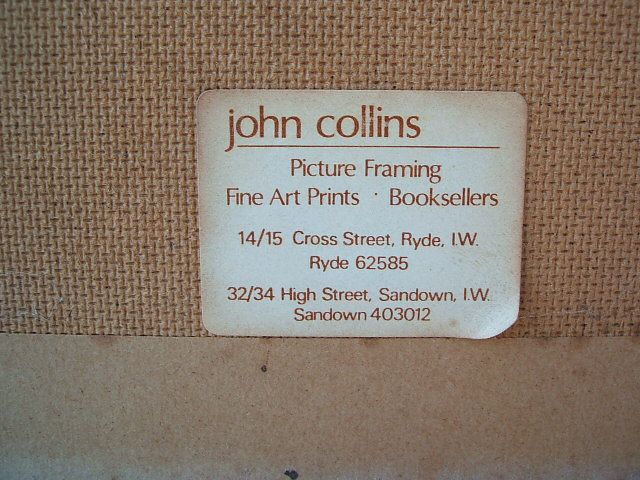 john collins
Picture Framing
Fine Art Prints · Booksellers
14/15 Cross Street, Ryde, I.W.
Ryde 62585
32/34 High Street, Sandown, I.W.
Sandown 403012